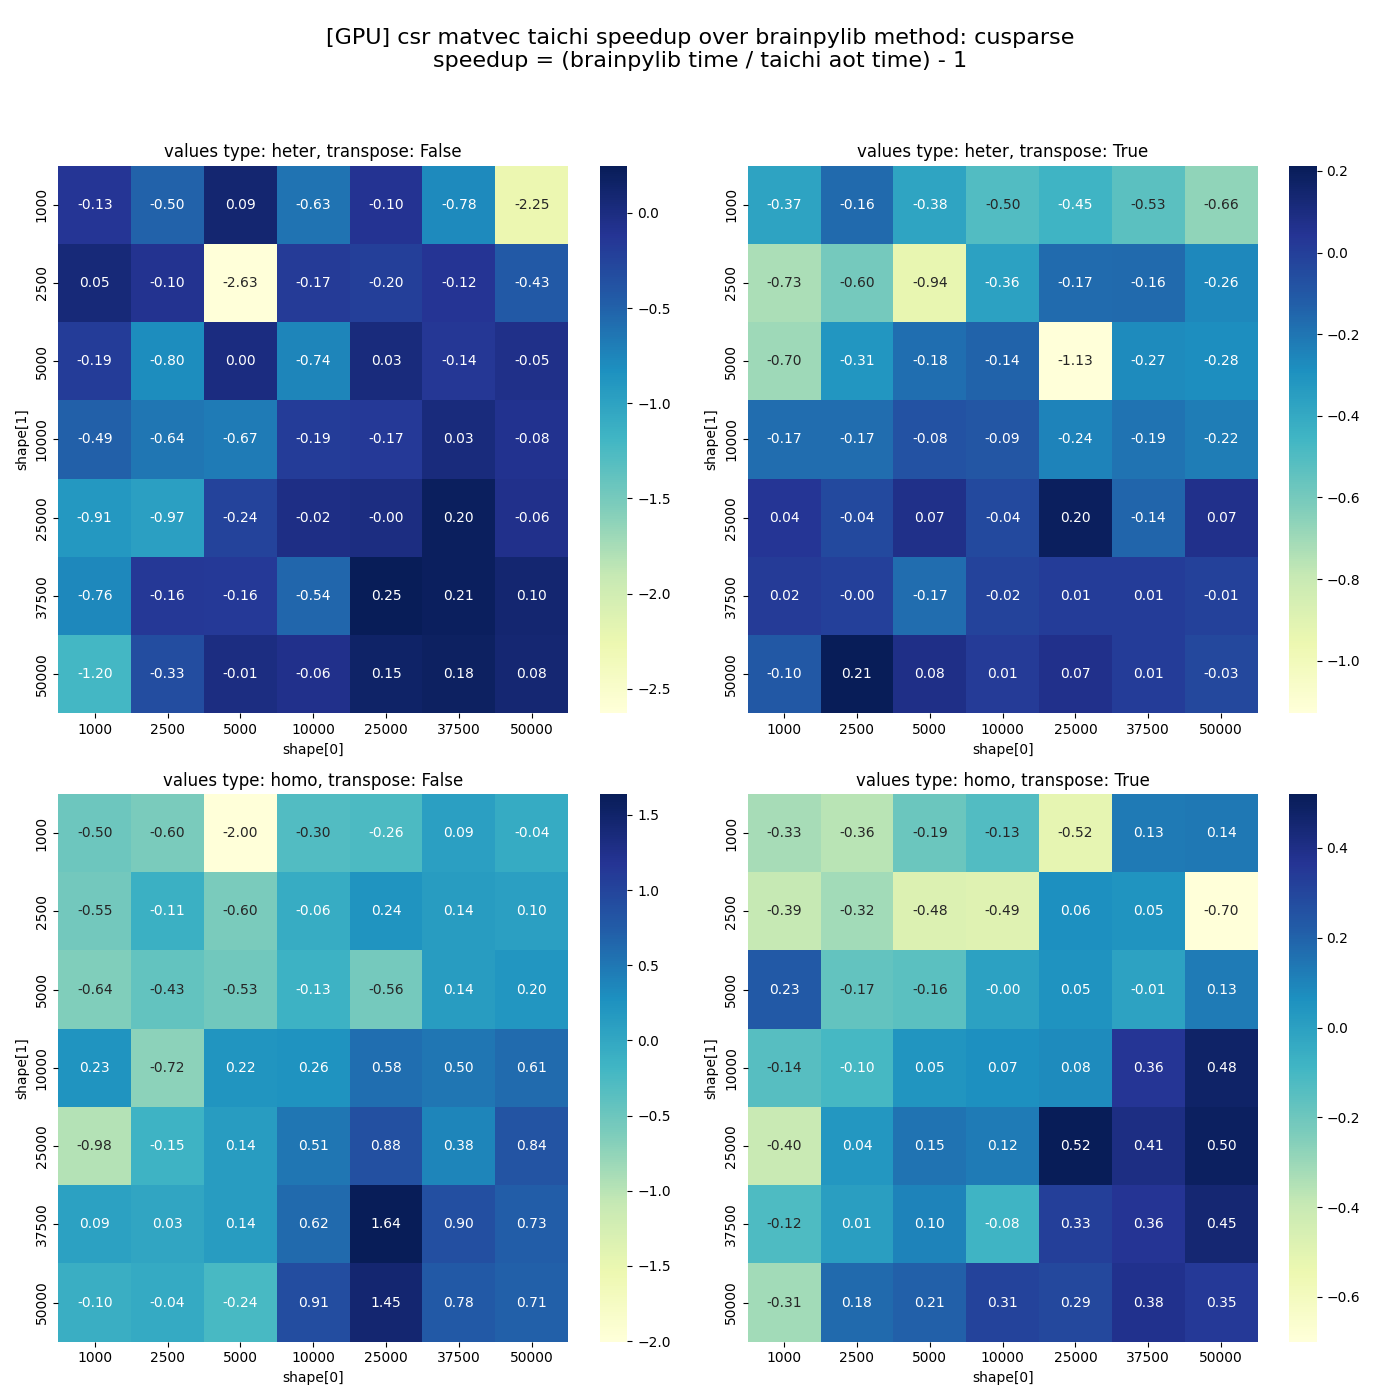 [GPU] csr matvec taichi speedup over brainpylib method: cusparse
speedup = (brainpylib time / taichi aot time) - 1
values type: heter, transpose: False
1000 -0.13 -0.50 0.09 -0.63 -0.10 -0.78 -2.25
2500 0.05 -0.10 -2.63 -0.17 -0.20 -0.12 -0.43
5000 -0.19 -0.80 0.00 -0.74 0.03 -0.14 -0.05
10000 -0.49 -0.64 -0.67 -0.19 -0.17 0.03 -0.08
25000 -0.91 -0.97 -0.24 -0.02 -0.00 0.20 -0.06
37500 -0.76 -0.16 -0.16 -0.54 0.25 0.21 0.10
50000 -1.20 -0.33 -0.01 -0.06 0.15 0.18 0.08
shape[1]
1000 2500 5000 10000 25000 37500 50000
shape[0]
0.0
−0.5
−1.0
−1.5
−2.0
−2.5
values type: heter, transpose: True
1000 -0.37 -0.16 -0.38 -0.50 -0.45 -0.53 -0.66
2500 -0.73 -0.60 -0.94 -0.36 -0.17 -0.16 -0.26
5000 -0.70 -0.31 -0.18 -0.14 -1.13 -0.27 -0.28
10000 -0.17 -0.17 -0.08 -0.09 -0.24 -0.19 -0.22
25000 0.04 -0.04 0.07 -0.04 0.20 -0.14 0.07
37500 0.02 -0.00 -0.17 -0.02 0.01 0.01 -0.01
50000 -0.10 0.21 0.08 0.01 0.07 0.01 -0.03
shape[1]
1000 2500 5000 10000 25000 37500 50000
shape[0]
0.2
0.0
−0.2
−0.4
−0.6
−0.8
−1.0
values type: homo, transpose: False
1000 -0.50 -0.60 -2.00 -0.30 -0.26 0.09 -0.04
2500 -0.55 -0.11 -0.60 -0.06 0.24 0.14 0.10
5000 -0.64 -0.43 -0.53 -0.13 -0.56 0.14 0.20
10000 0.23 -0.72 0.22 0.26 0.58 0.50 0.61
25000 -0.98 -0.15 0.14 0.51 0.88 0.38 0.84
37500 0.09 0.03 0.14 0.62 1.64 0.90 0.73
50000 -0.10 -0.04 -0.24 0.91 1.45 0.78 0.71
shape[1]
1000 2500 5000 10000 25000 37500 50000
shape[0]
1.5
1.0
0.5
0.0
−0.5
−1.0
−1.5
−2.0
values type: homo, transpose: True
1000 -0.33 -0.36 -0.19 -0.13 -0.52 0.13 0.14
2500 -0.39 -0.32 -0.48 -0.49 0.06 0.05 -0.70
5000 0.23 -0.17 -0.16 -0.00 0.05 -0.01 0.13
10000 -0.14 -0.10 0.05 0.07 0.08 0.36 0.48
25000 -0.40 0.04 0.15 0.12 0.52 0.41 0.50
37500 -0.12 0.01 0.10 -0.08 0.33 0.36 0.45
50000 -0.31 0.18 0.21 0.31 0.29 0.38 0.35
shape[1]
1000 2500 5000 10000 25000 37500 50000
shape[0]
0.4
0.2
0.0
−0.2
−0.4
−0.6